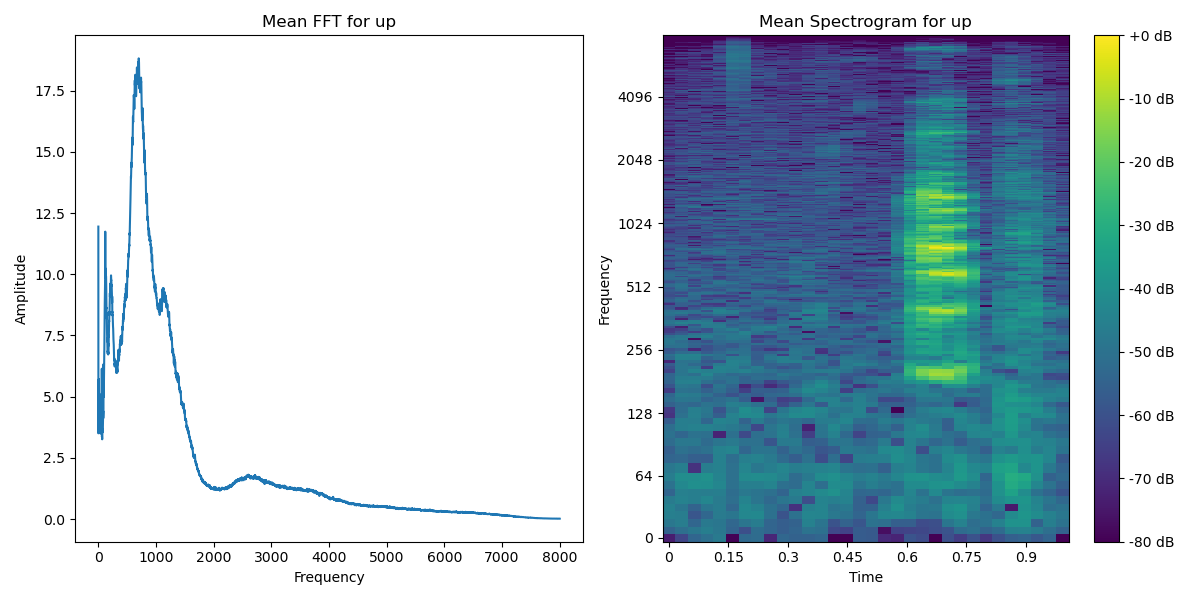 Mean FFT for up
Amplitude
17.5
15.0
12.5
10.0
7.5
5.0
2.5
0.0
0 1000 2000 3000 4000 5000 6000 7000 8000
Frequency
Mean Spectrogram for up
Frequency
4096
2048
1024
512
256
128
64
0
0 0.15 0.3 0.45 0.6 0.75 0.9
Time
+0 dB
-10 dB
-20 dB
-30 dB
-40 dB
-50 dB
-60 dB
-70 dB
-80 dB